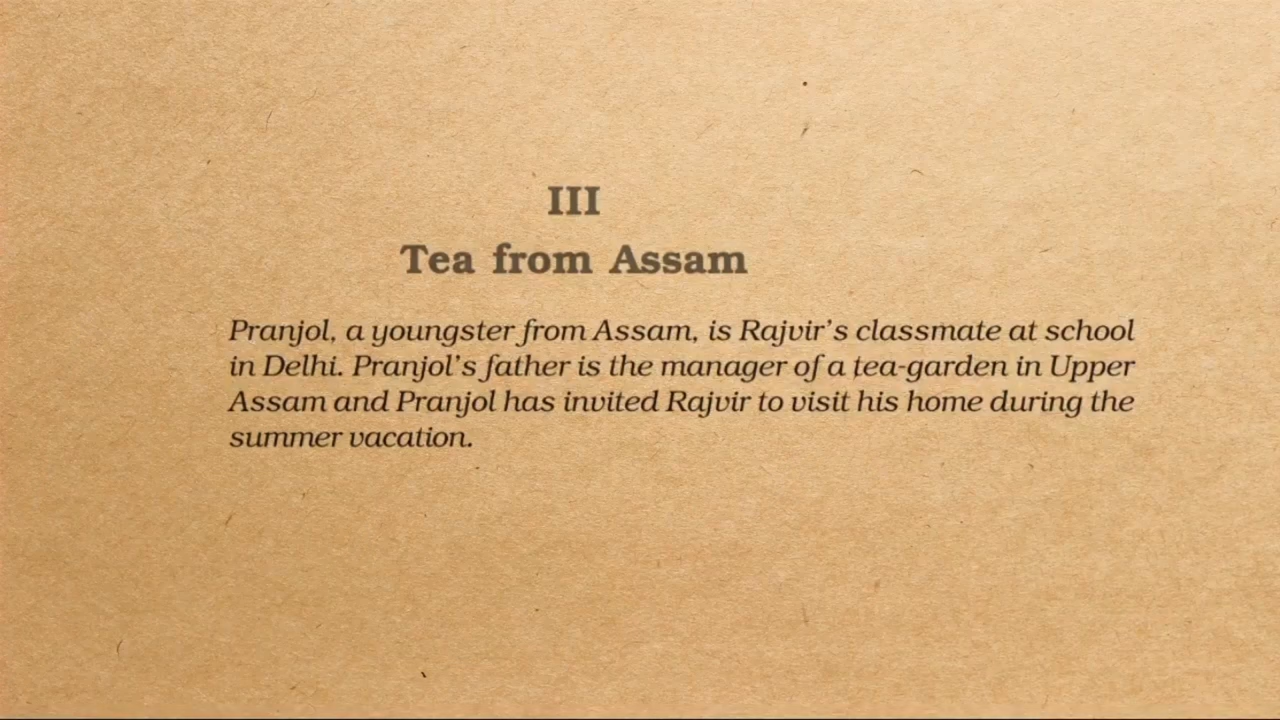 III
Tea from Assam
Pranjol, a youngster from Assam, is Rajvir's classmate at school
in Delhi. Pranjol's father is the manager of a tea-garden in Upper
Assam and Pranjol has invited Rajvir to visit his home during the
summer vacation.